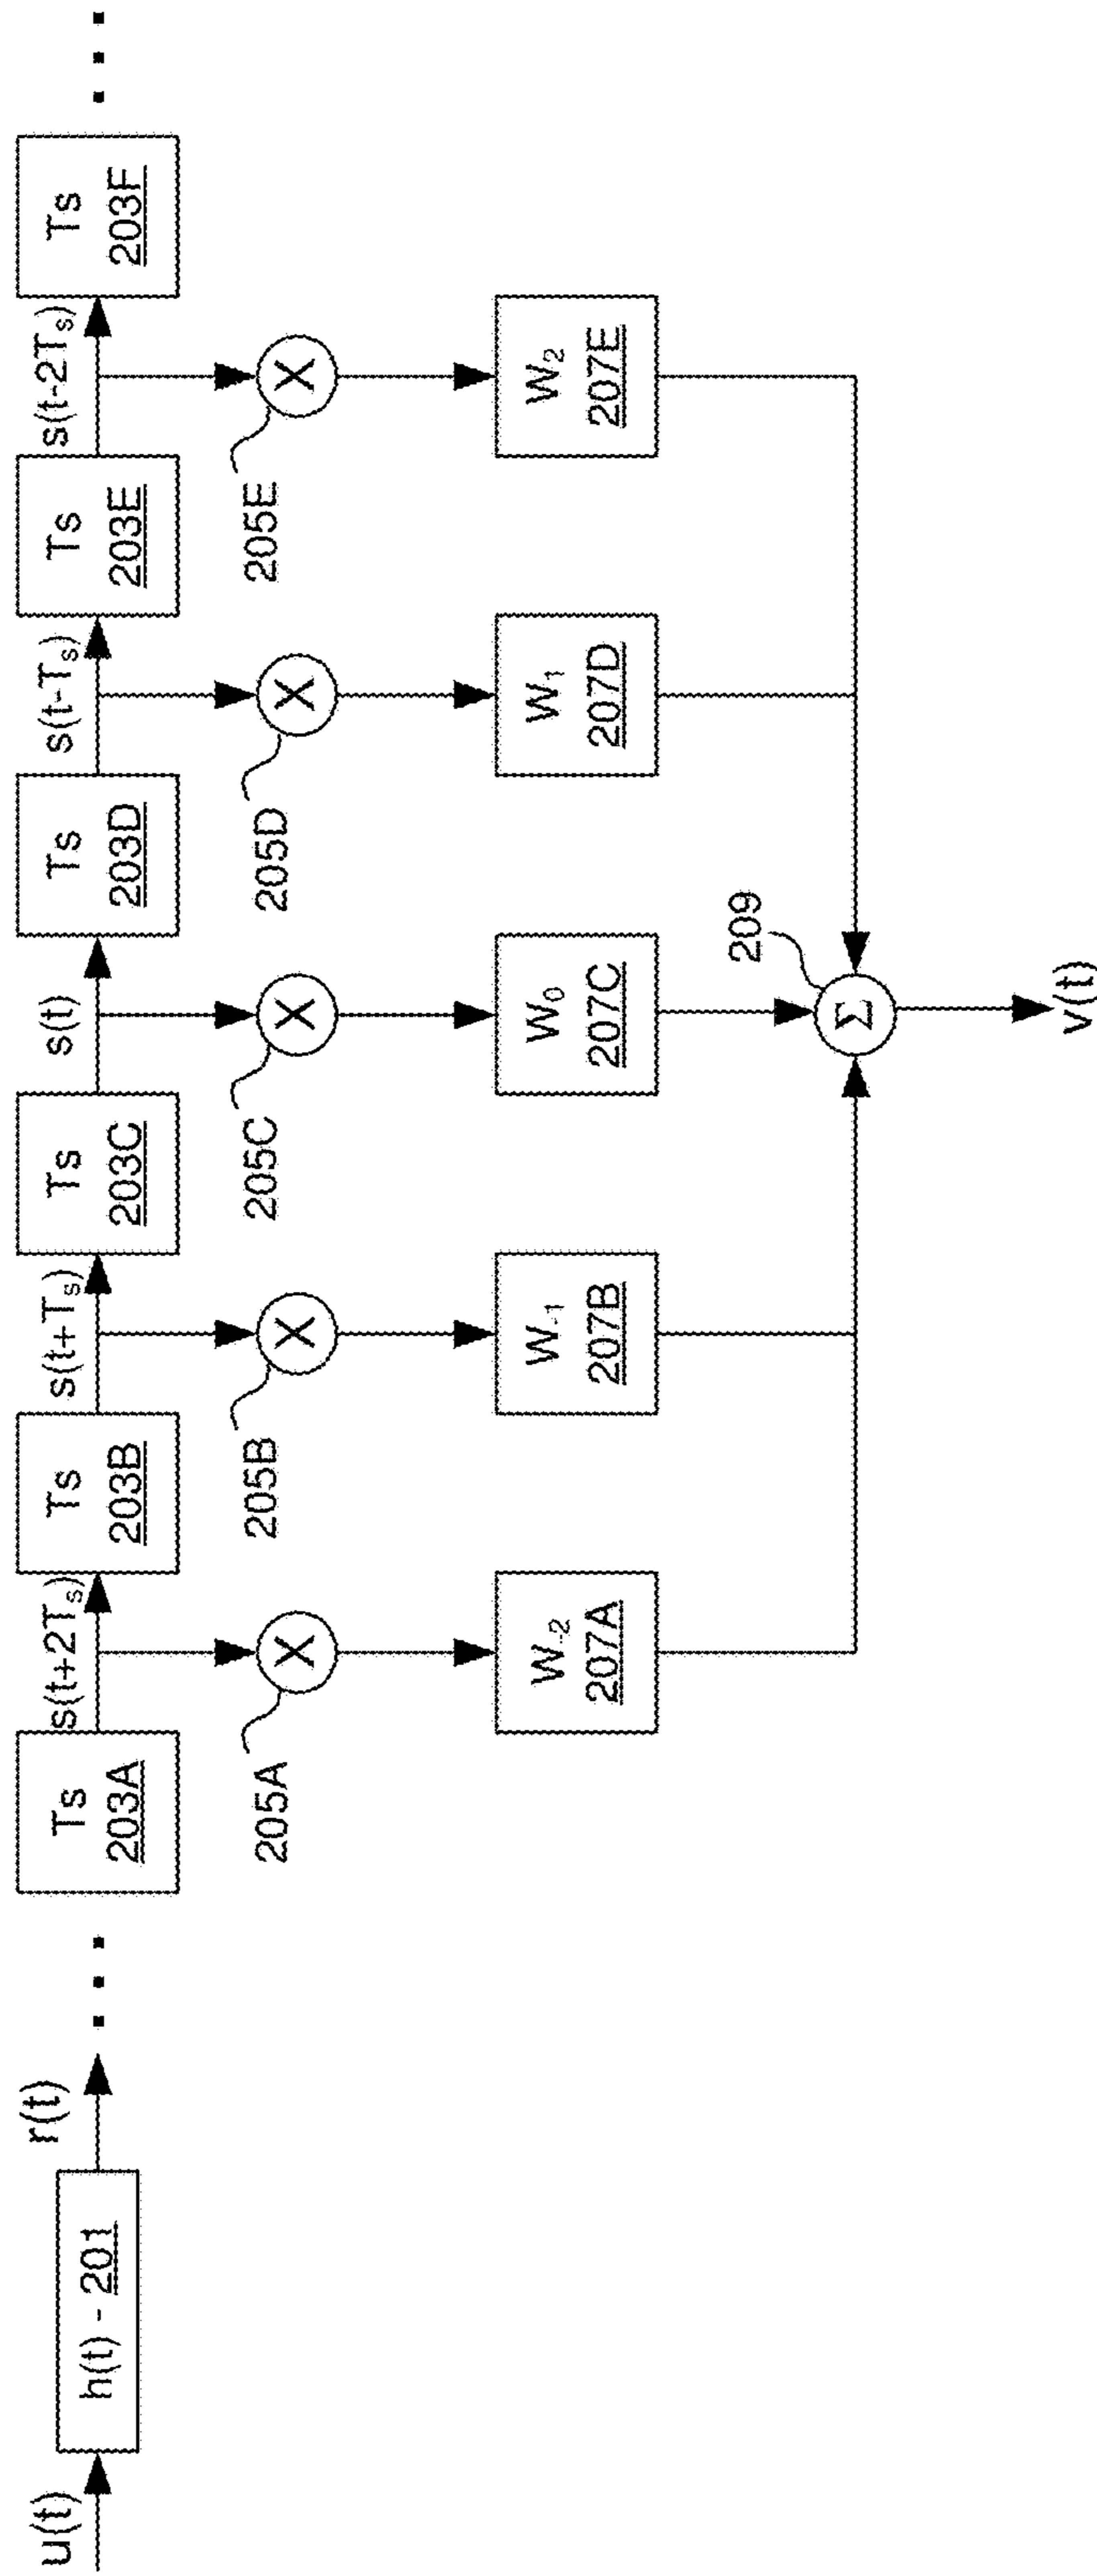 u(t)
h(t) - 201
r(t)
Ts
203A
s(t+2Tₛ)
Ts
203B
s(t+Tₛ)
Ts
203C
s(t)
Ts
203D
s(t-Tₛ)
Ts
203E
s(t-2Tₛ)
Ts
203F
X
X
X
X
X
205A
205B
205C
205D
205E
W₋₂
207A
W₋₁
207B
W₀
207C
W₁
207D
W₂
207E
209
Σ
v(t)